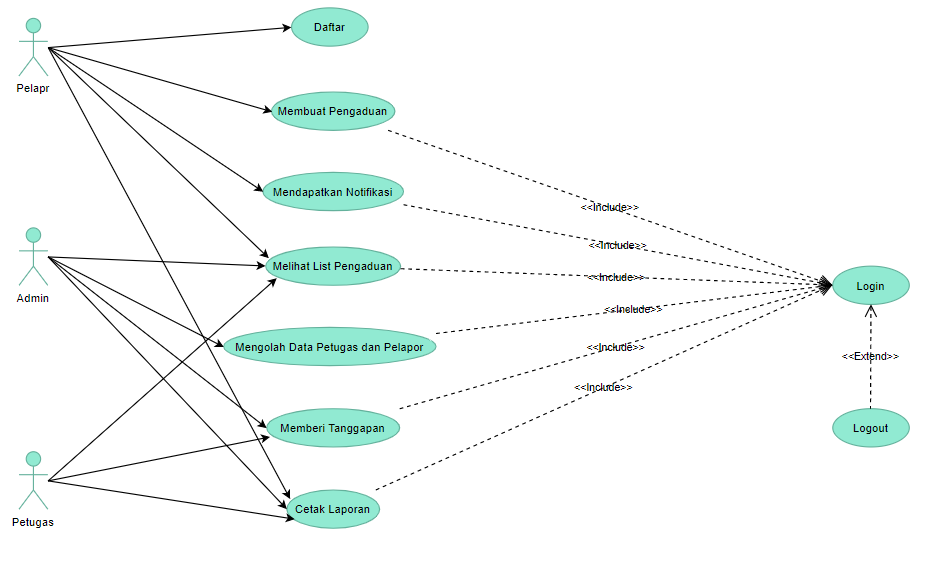 Daftar
Pelapr
Membuat Pengaduan
Mendapatkan Notifikasi
<<Include>>
<<Include>>
Melihat List Pengaduan
<<Include>>
Admin
Login
<<Include>>
Mengolah Data Petugas dan Pelapor
<<Include>>
<<Extend>>
<<Include>>
Memberi Tanggapan
Logout
Cetak Laporan
Petugas